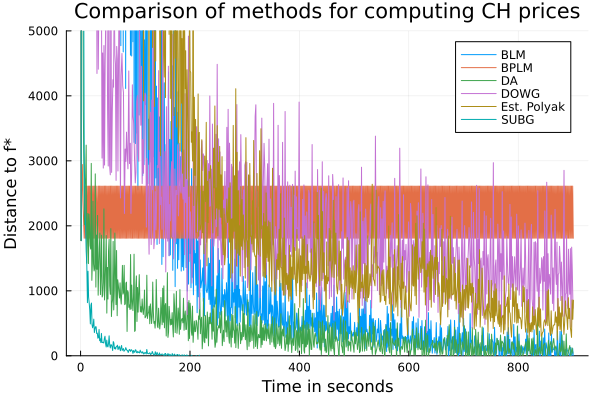 Comparison of methods for computing CH prices
5000
4000
3000
2000
1000
0
Distance to f*
BLM
BPLM
DA
DOWG
Est. Polyak
SUBG
0 200 400 600 800
Time in seconds